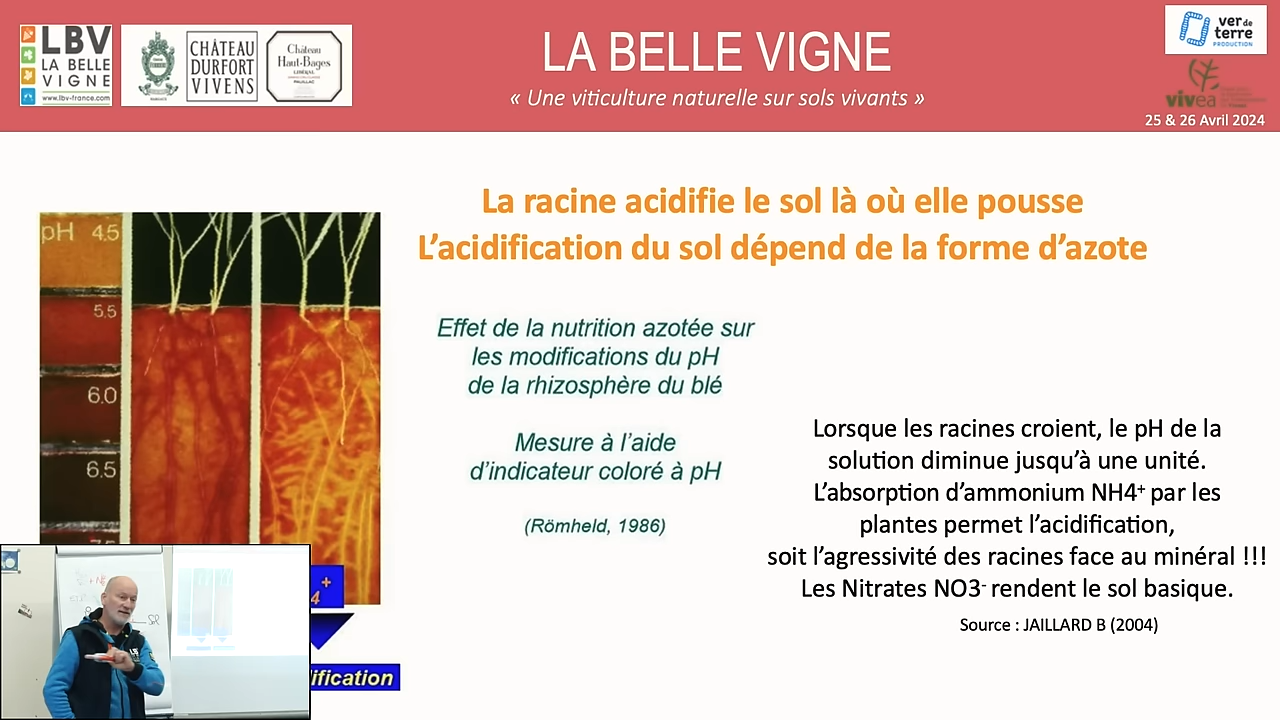 LBV
LA BELLE
VIGNE
www.lbv-france.com
CHÂTEAU
DURFORT
VIVENS
Château
Haut-Bages
LIBÉRAL
PAUILLAC
LA BELLE VIGNE
« Une viticulture naturelle sur sols vivants »
ver de
terre
PRODUCTION
vivea
25 & 26 Avril 2024
La racine acidifie le sol là où elle pousse
L'acidification du sol dépend de la forme d'azote
pH 4.5
5.5
6.0
6.5
Effet de la nutrition azotée sur
les modifications du pH
de la rhizosphère du blé
Mesure à l'aide
d'indicateur coloré à pH
(Römheld, 1986)
Lorsque les racines croient, le pH de la
solution diminue jusqu'à une unité.
L'absorption d'ammonium NH4+ par les
plantes permet l'acidification,
soit l'agressivité des racines face au minéral !!!
Les Nitrates NO3- rendent le sol basique.
Source : JAILLARD B (2004)
+
4
ification